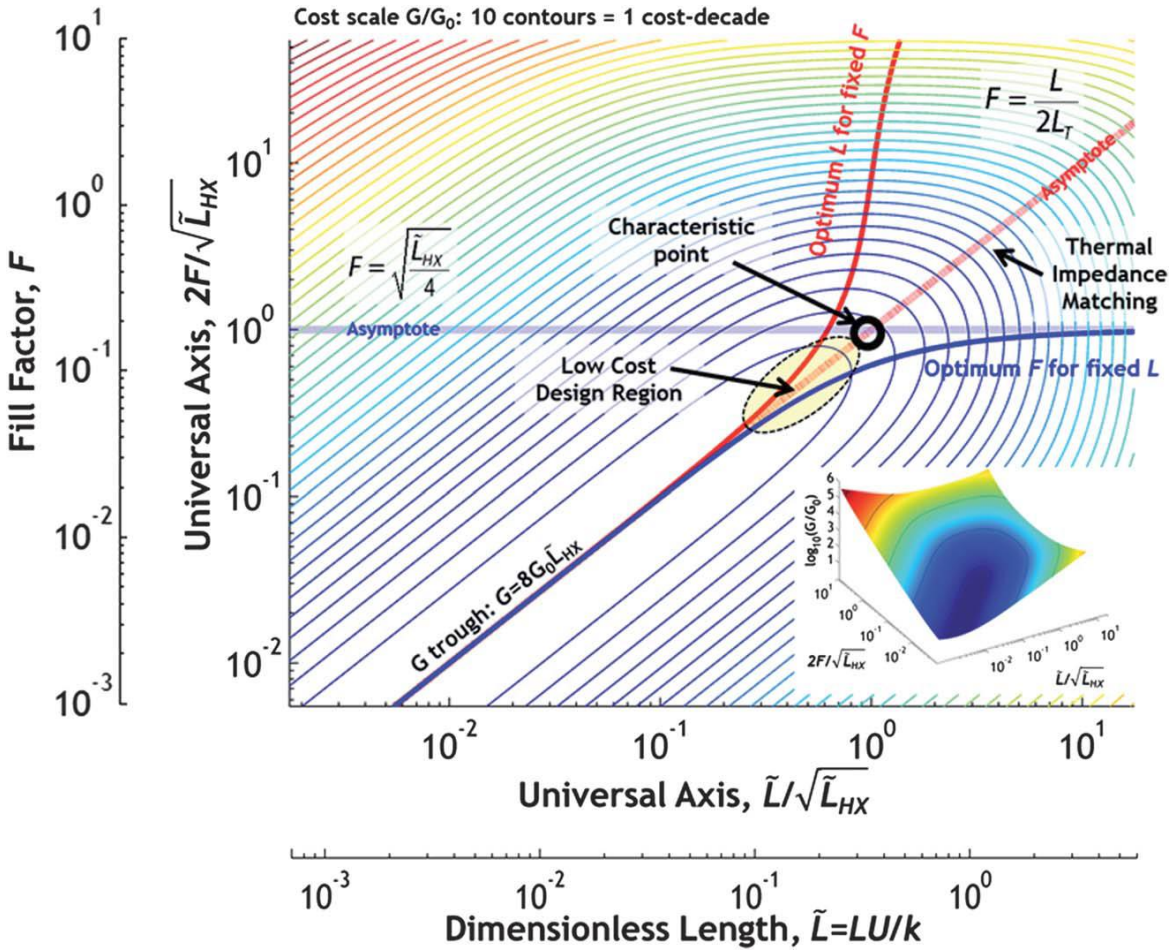 Cost scale G/G₀: 10 contours = 1 cost-decade
Fill Factor, F
10¹
10⁰
10⁻¹
10⁻²
10⁻³
Universal Axis, 2F/√L̃_HX
10¹
10⁰
10⁻¹
10⁻²
Optimum L for fixed F
F = L/2L_T
Asymptote
Characteristic
point
Thermal
Impedance
Matching
F = √(L̃_HX/4)
Asymptote
Low Cost
Design Region
Optimum F for fixed L
G trough: G=8G₀L̃_HX
log₁₀(G/G₀)
6
5
4
3
2
1
10¹
10⁰
10⁻¹
10⁻²
2F/√L̃_HX
10⁻²
10⁻¹
10⁰
10¹
L̃/√L̃_HX
10⁻²
10⁻¹
10⁰
10¹
Universal Axis, L̃/√L̃_HX
10⁻³
10⁻²
10⁻¹
10⁰
Dimensionless Length, L̃=LU/k